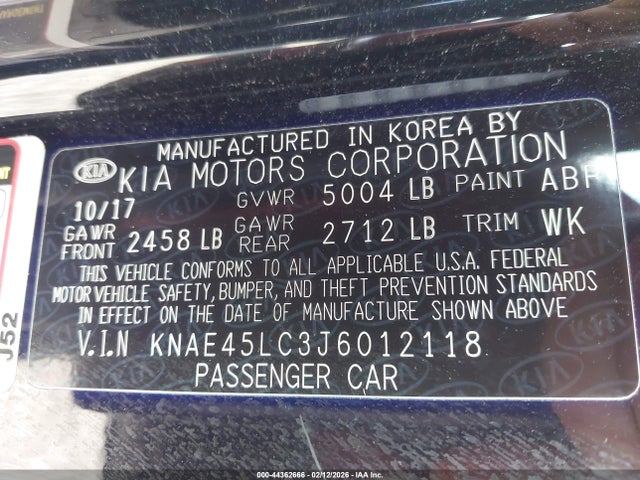 MANUFACTURED IN KOREA BY
KIA KIA MOTORS CORPORATION
10/17 GVWR 5004 LB PAINT ABP
GAWR FRONT 2458 LB GAWR REAR 2712 LB TRIM WK
THIS VEHICLE CONFORMS TO ALL APPLICABLE U.S.A. FEDERAL
MOTOR VEHICLE SAFETY, BUMPER, AND THEFT PREVENTION STANDARDS
IN EFFECT ON THE DATE OF MANUFACTURE SHOWN ABOVE
V.I.N KNAE45LC3J6012118
PASSENGER CAR
J52
000-44362666 - 02/12/2026 - IAA Inc.